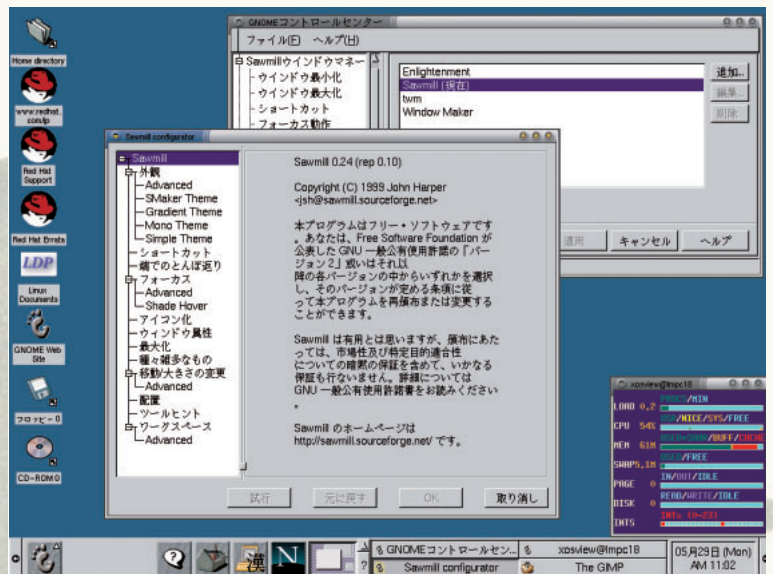 Home directory
www.redhat.
com/jp
Red Hat
Support
Red Hat Errata
LDP
Linux
Documents
GNOME Web
Site
フロッピー 0
CD-ROM 0
GNOMEコントロールセンター
ファイル(F) ヘルプ(H)
Sawmillウインドウマネー
ウインドウ最小化
ウインドウ最大化
ショートカット
フォーカス動作
Enlightenment
Sawmill (現在)
twm
Window Maker
追加...
編集...
削除
適用
キャンセル
ヘルプ
Sawmill configurator
Sawmill
外観
Advanced
SMaker Theme
Gradient Theme
Mono Theme
Simple Theme
ショートカット
端でのとんぼ返り
フォーカス
Advanced
Shade Hover
アイコン化
ウィンドウ属性
最大化
種々雑多なもの
移動/大きさの変更
Advanced
配置
ツールヒント
ワークスペース
Advanced
Sawmill 0.24 (rep 0.10)
Copyright (C) 1999 John Harper
<jsh@sawmill.sourceforge.net>
本プログラムはフリー・ソフトウェアです
。あなたは、Free Software Foundation が
公表した GNU 一般公有使用許諾の「バー
ジョン2」或いはそれ以
降の各バージョンの中からいずれかを選択
し、そのバージョンが定める条項に従
って本プログラムを再頒布または変更する
ことができます。
Sawmill は有用とは思いますが、頒布にあた
っては、市場性及び特定目的適合性
についての暗黙の保証を含めて、いかなる
保証も行ないません。詳細については
GNU 一般公有使用許諾書をお読みください
。
Sawmill のホームページは
http://sawmill.sourceforge.net/ です。
試行
元に戻す
OK
取り消し
xosview@lmpc18
LOAD 0.2 PROCS/MIN
CPU 54% USR/NICE/SYS/FREE
MEM 61M USED+SHAR/BUFF/CACHE
SWAP5.1M USED/FREE
PAGE 0 IN/OUT/IDLE
DISK 0 READ/WRITE/IDLE
INTS INTs (0-23)
漢
N
?
GNOMEコントロールセン...
xosview@lmpc18
Sawmill configurator
The GIMP
05月29日 (Mon)
AM 11:02